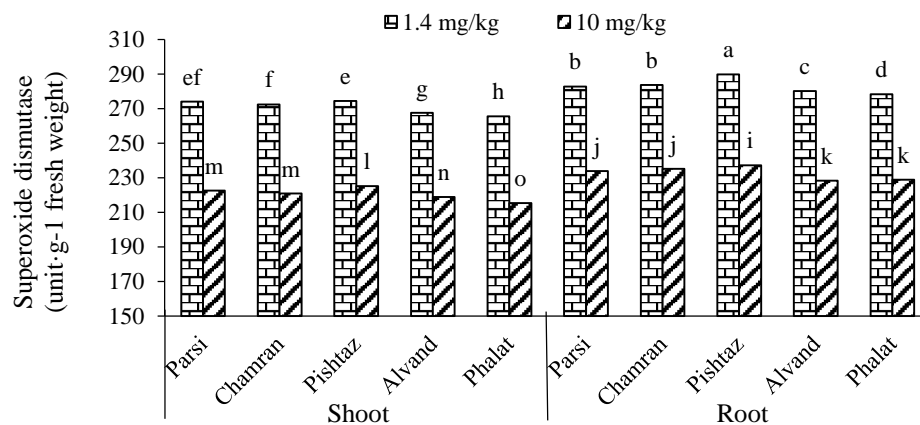 1.4 mg/kg 10 mg/kg
Superoxide dismutase
(unit·g-1 fresh weight)
310
290
270
250
230
210
190
170
150
ef m f m e l g n h o b j b j a i c k d k
Parsi Chamran Pishtaz Alvand Phalat Parsi Chamran Pishtaz Alvand Phalat
Shoot Root